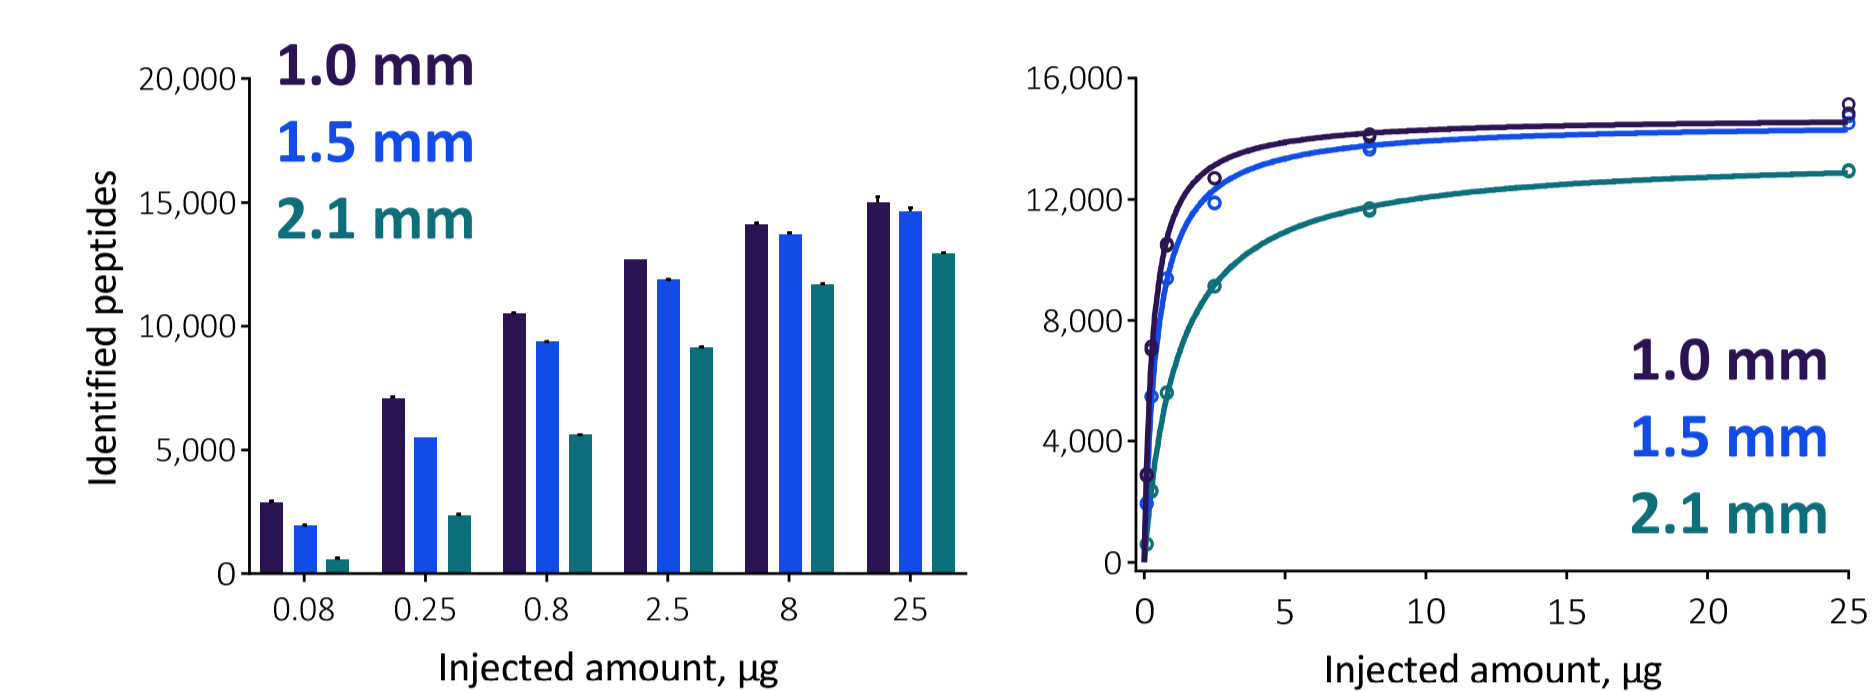 1.0 mm
1.5 mm
2.1 mm
20,000
15,000
10,000
5,000
0
Identified peptides
0.08 0.25 0.8 2.5 8 25
Injected amount, µg
16,000
12,000
8,000
4,000
0
1.0 mm
1.5 mm
2.1 mm
0 5 10 15 20 25
Injected amount, µg